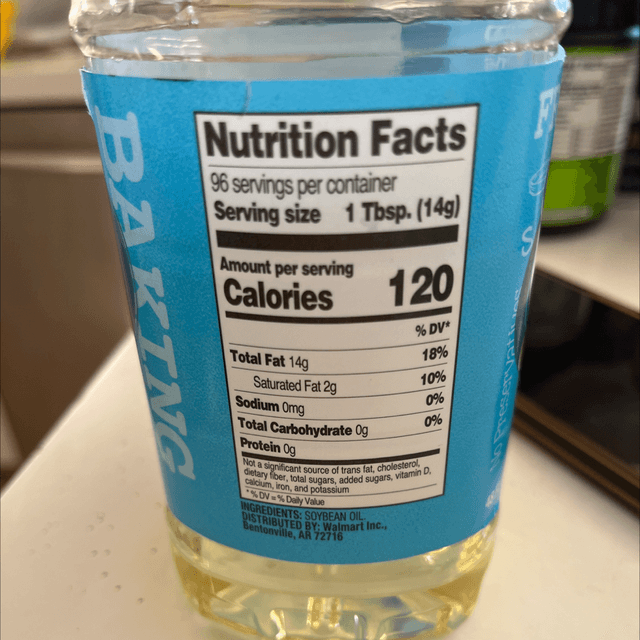 BAKING
Nutrition Facts
96 servings per container
Serving size 1 Tbsp. (14g)
Amount per serving
Calories 120
% DV*
Total Fat 14g 18%
Saturated Fat 2g 10%
Sodium 0mg 0%
Total Carbohydrate 0g 0%
Protein 0g
Not a significant source of trans fat, cholesterol,
dietary fiber, total sugars, added sugars, vitamin D,
calcium, iron, and potassium
*% DV = % Daily Value
INGREDIENTS: SOYBEAN OIL
DISTRIBUTED BY: Walmart Inc.,
Bentonville, AR 72716
No Preservatives